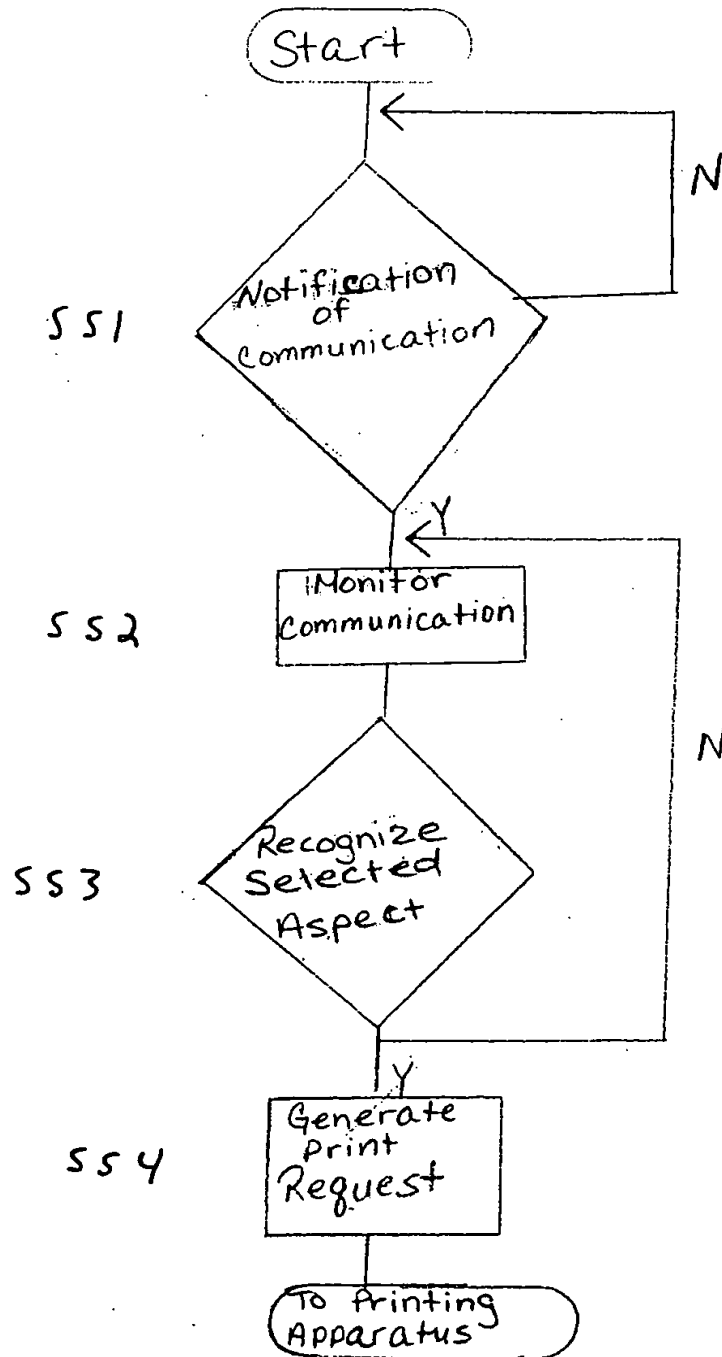 Start
N
Notification
of
Communication
S51
Y
Monitor
Communication
S52
N
Recognize
Selected
Aspect
S53
Y
Generate
Print
Request
S54
To Printing
Apparatus